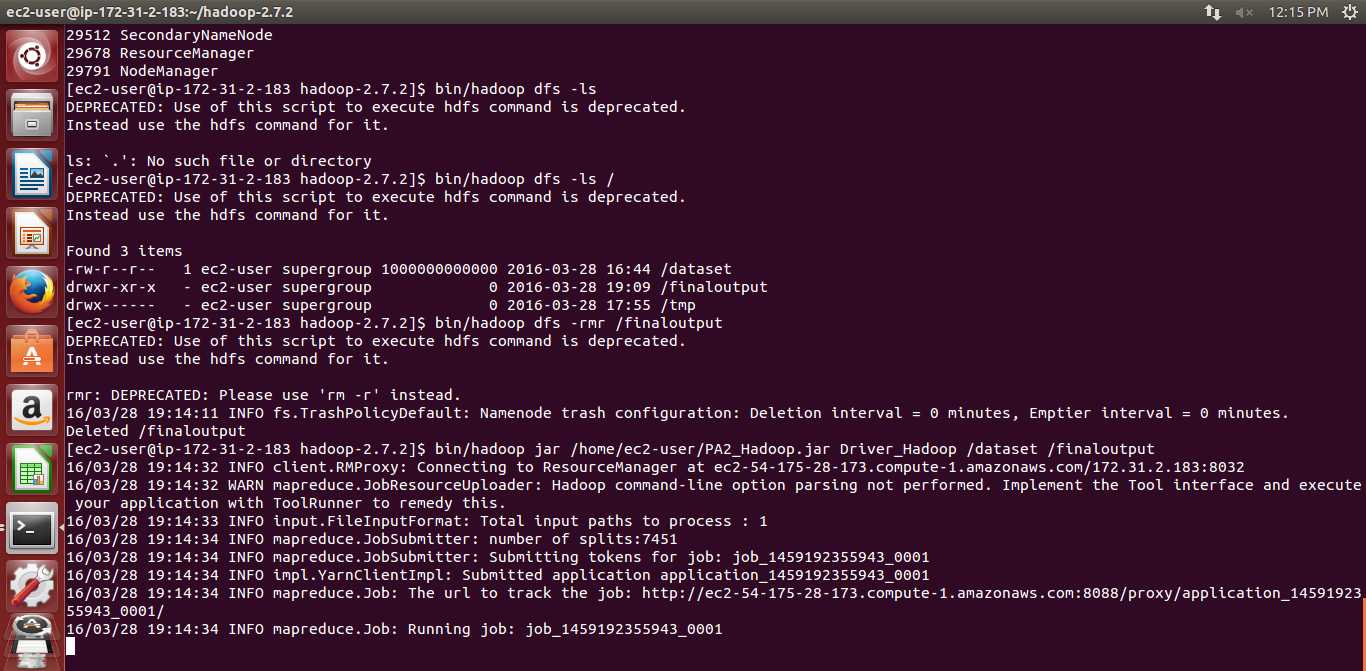 ec2-user@ip-172-31-2-183:~/hadoop-2.7.2
12:15 PM
29512 SecondaryNameNode
29678 ResourceManager
29791 NodeManager
[ec2-user@ip-172-31-2-183 hadoop-2.7.2]$ bin/hadoop dfs -ls
DEPRECATED: Use of this script to execute hdfs command is deprecated.
Instead use the hdfs command for it.
ls: `.': No such file or directory
[ec2-user@ip-172-31-2-183 hadoop-2.7.2]$ bin/hadoop dfs -ls /
DEPRECATED: Use of this script to execute hdfs command is deprecated.
Instead use the hdfs command for it.
Found 3 items
-rw-r--r--   1 ec2-user supergroup 1000000000000 2016-03-28 16:44 /dataset
drwxr-xr-x   - ec2-user supergroup             0 2016-03-28 19:09 /finaloutput
drwx------   - ec2-user supergroup             0 2016-03-28 17:55 /tmp
[ec2-user@ip-172-31-2-183 hadoop-2.7.2]$ bin/hadoop dfs -rmr /finaloutput
DEPRECATED: Use of this script to execute hdfs command is deprecated.
Instead use the hdfs command for it.
rmr: DEPRECATED: Please use 'rm -r' instead.
16/03/28 19:14:11 INFO fs.TrashPolicyDefault: Namenode trash configuration: Deletion interval = 0 minutes, Emptier interval = 0 minutes.
Deleted /finaloutput
[ec2-user@ip-172-31-2-183 hadoop-2.7.2]$ bin/hadoop jar /home/ec2-user/PA2_Hadoop.jar Driver_Hadoop /dataset /finaloutput
16/03/28 19:14:32 INFO client.RMProxy: Connecting to ResourceManager at ec2-54-175-28-173.compute-1.amazonaws.com/172.31.2.183:8032
16/03/28 19:14:32 WARN mapreduce.JobResourceUploader: Hadoop command-line option parsing not performed. Implement the Tool interface and execute
 your application with ToolRunner to remedy this.
16/03/28 19:14:33 INFO input.FileInputFormat: Total input paths to process : 1
16/03/28 19:14:34 INFO mapreduce.JobSubmitter: number of splits:7451
16/03/28 19:14:34 INFO mapreduce.JobSubmitter: Submitting tokens for job: job_1459192355943_0001
16/03/28 19:14:34 INFO impl.YarnClientImpl: Submitted application application_1459192355943_0001
16/03/28 19:14:34 INFO mapreduce.Job: The url to track the job: http://ec2-54-175-28-173.compute-1.amazonaws.com:8088/proxy/application_14591923
55943_0001/
16/03/28 19:14:34 INFO mapreduce.Job: Running job: job_1459192355943_0001